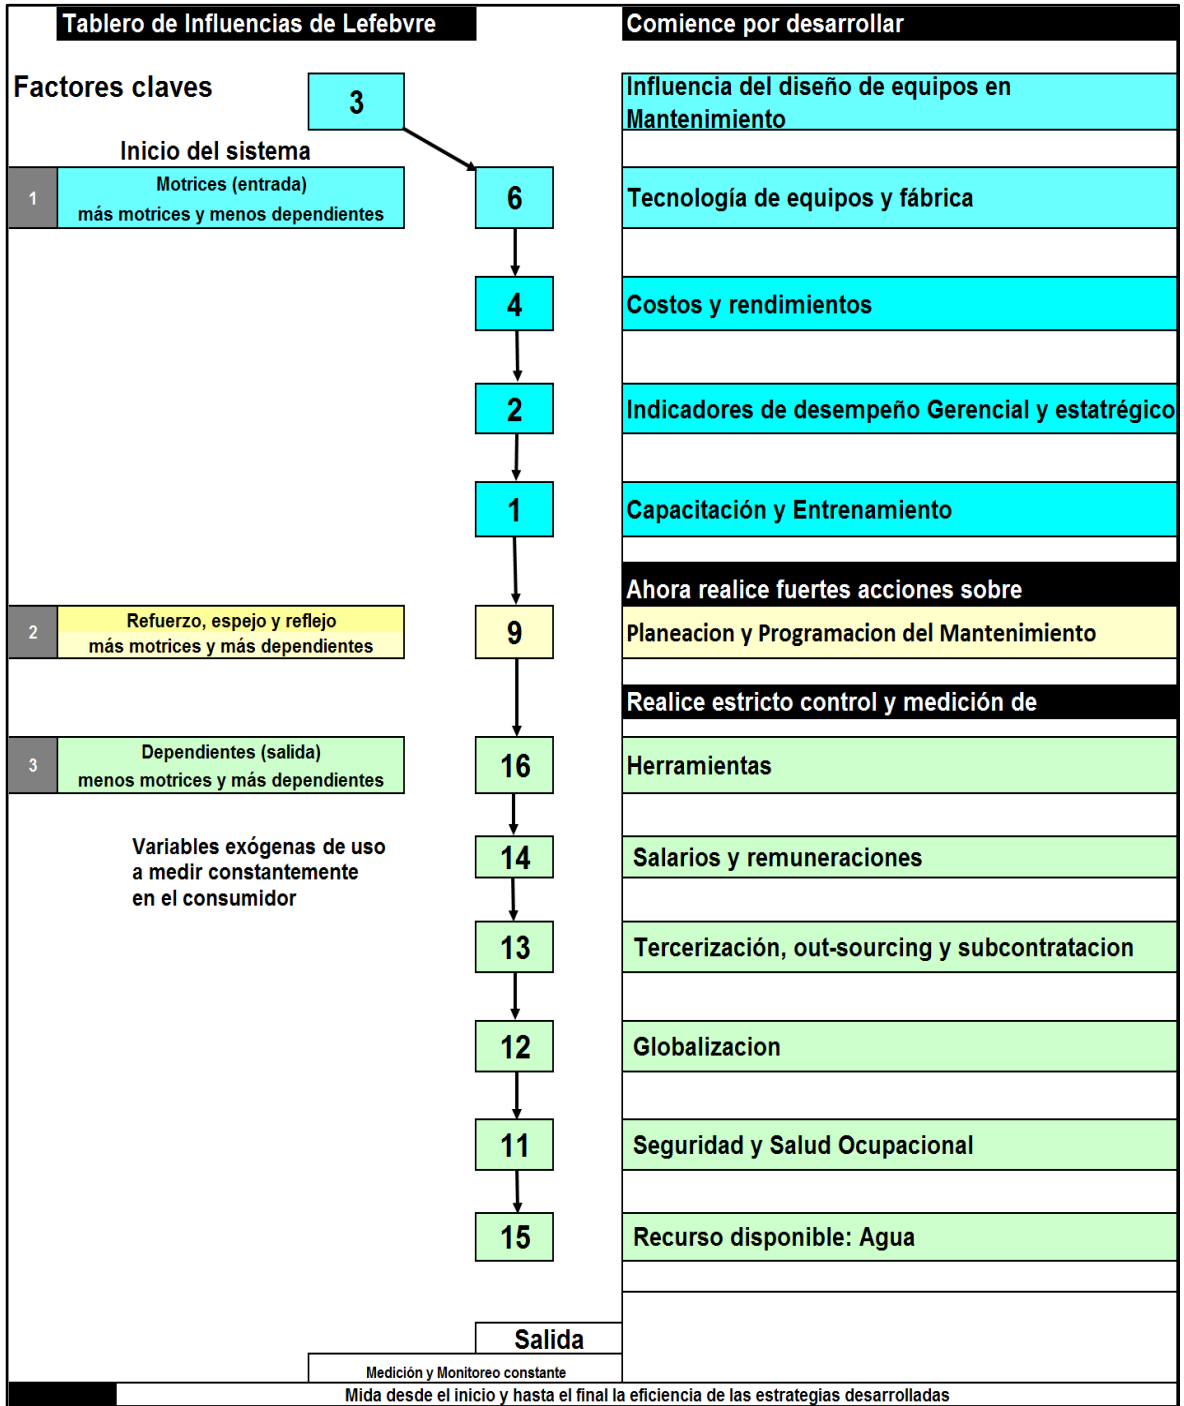 Tablero de Influencias de Lefebvre
Comience por desarrollar
Factores claves
3
Influencia del diseño de equipos en
Mantenimiento
Inicio del sistema
1
Motrices (entrada)
más motrices y menos dependientes
6
Tecnología de equipos y fábrica
4
Costos y rendimientos
2
Indicadores de desempeño Gerencial y estatrégico
1
Capacitación y Entrenamiento
Ahora realice fuertes acciones sobre
2
Refuerzo, espejo y reflejo
más motrices y más dependientes
9
Planeacion y Programacion del Mantenimiento
Realice estricto control y medición de
3
Dependientes (salida)
menos motrices y más dependientes
16
Herramientas
Variables exógenas de uso
a medir constantemente
en el consumidor
14
Salarios y remuneraciones
13
Tercerización, out-sourcing y subcontratacion
12
Globalizacion
11
Seguridad y Salud Ocupacional
15
Recurso disponible: Agua
Salida
Medición y Monitoreo constante
Mida desde el inicio y hasta el final la eficiencia de las estrategias desarrolladas